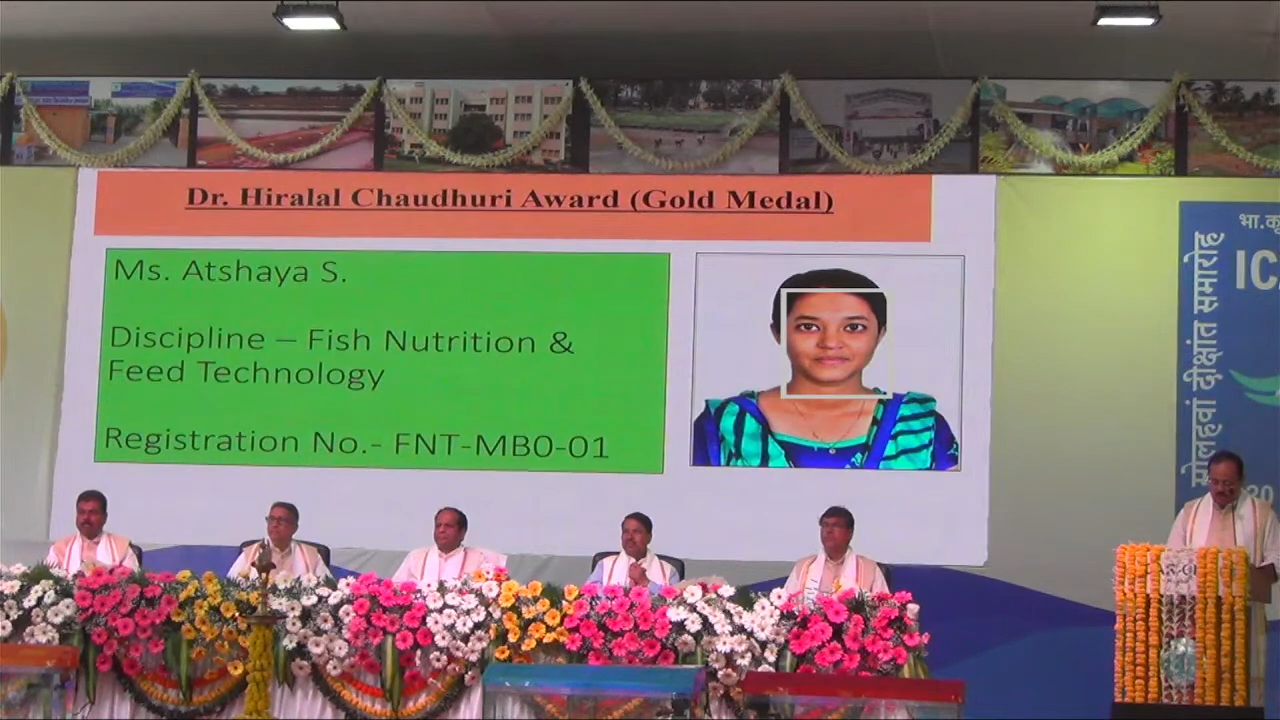 Dr. Hiralal Chaudhuri Award (Gold Medal)
Ms. Atshaya S.
Discipline – Fish Nutrition &
Feed Technology
Registration No.- FNT-MB0-01
भा.कृ
सोलहवां दीक्षांत समारोह